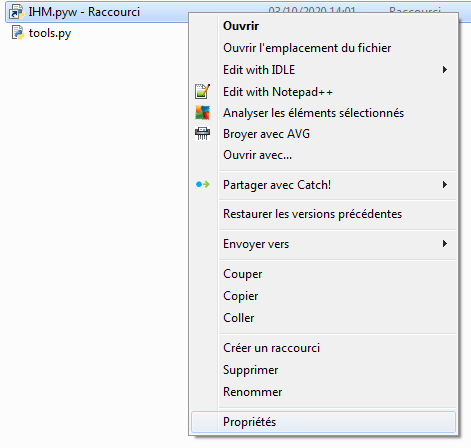 IHM.pyw - Raccourci 03/10/2020 14:01 Raccourci
tools.py
Ouvrir
Ouvrir l'emplacement du fichier
Edit with IDLE
Edit with Notepad++
Analyser les éléments sélectionnés
Broyer avec AVG
Ouvrir avec...
Partager avec Catch!
Restaurer les versions précédentes
Envoyer vers
Couper
Copier
Coller
Créer un raccourci
Supprimer
Renommer
Propriétés